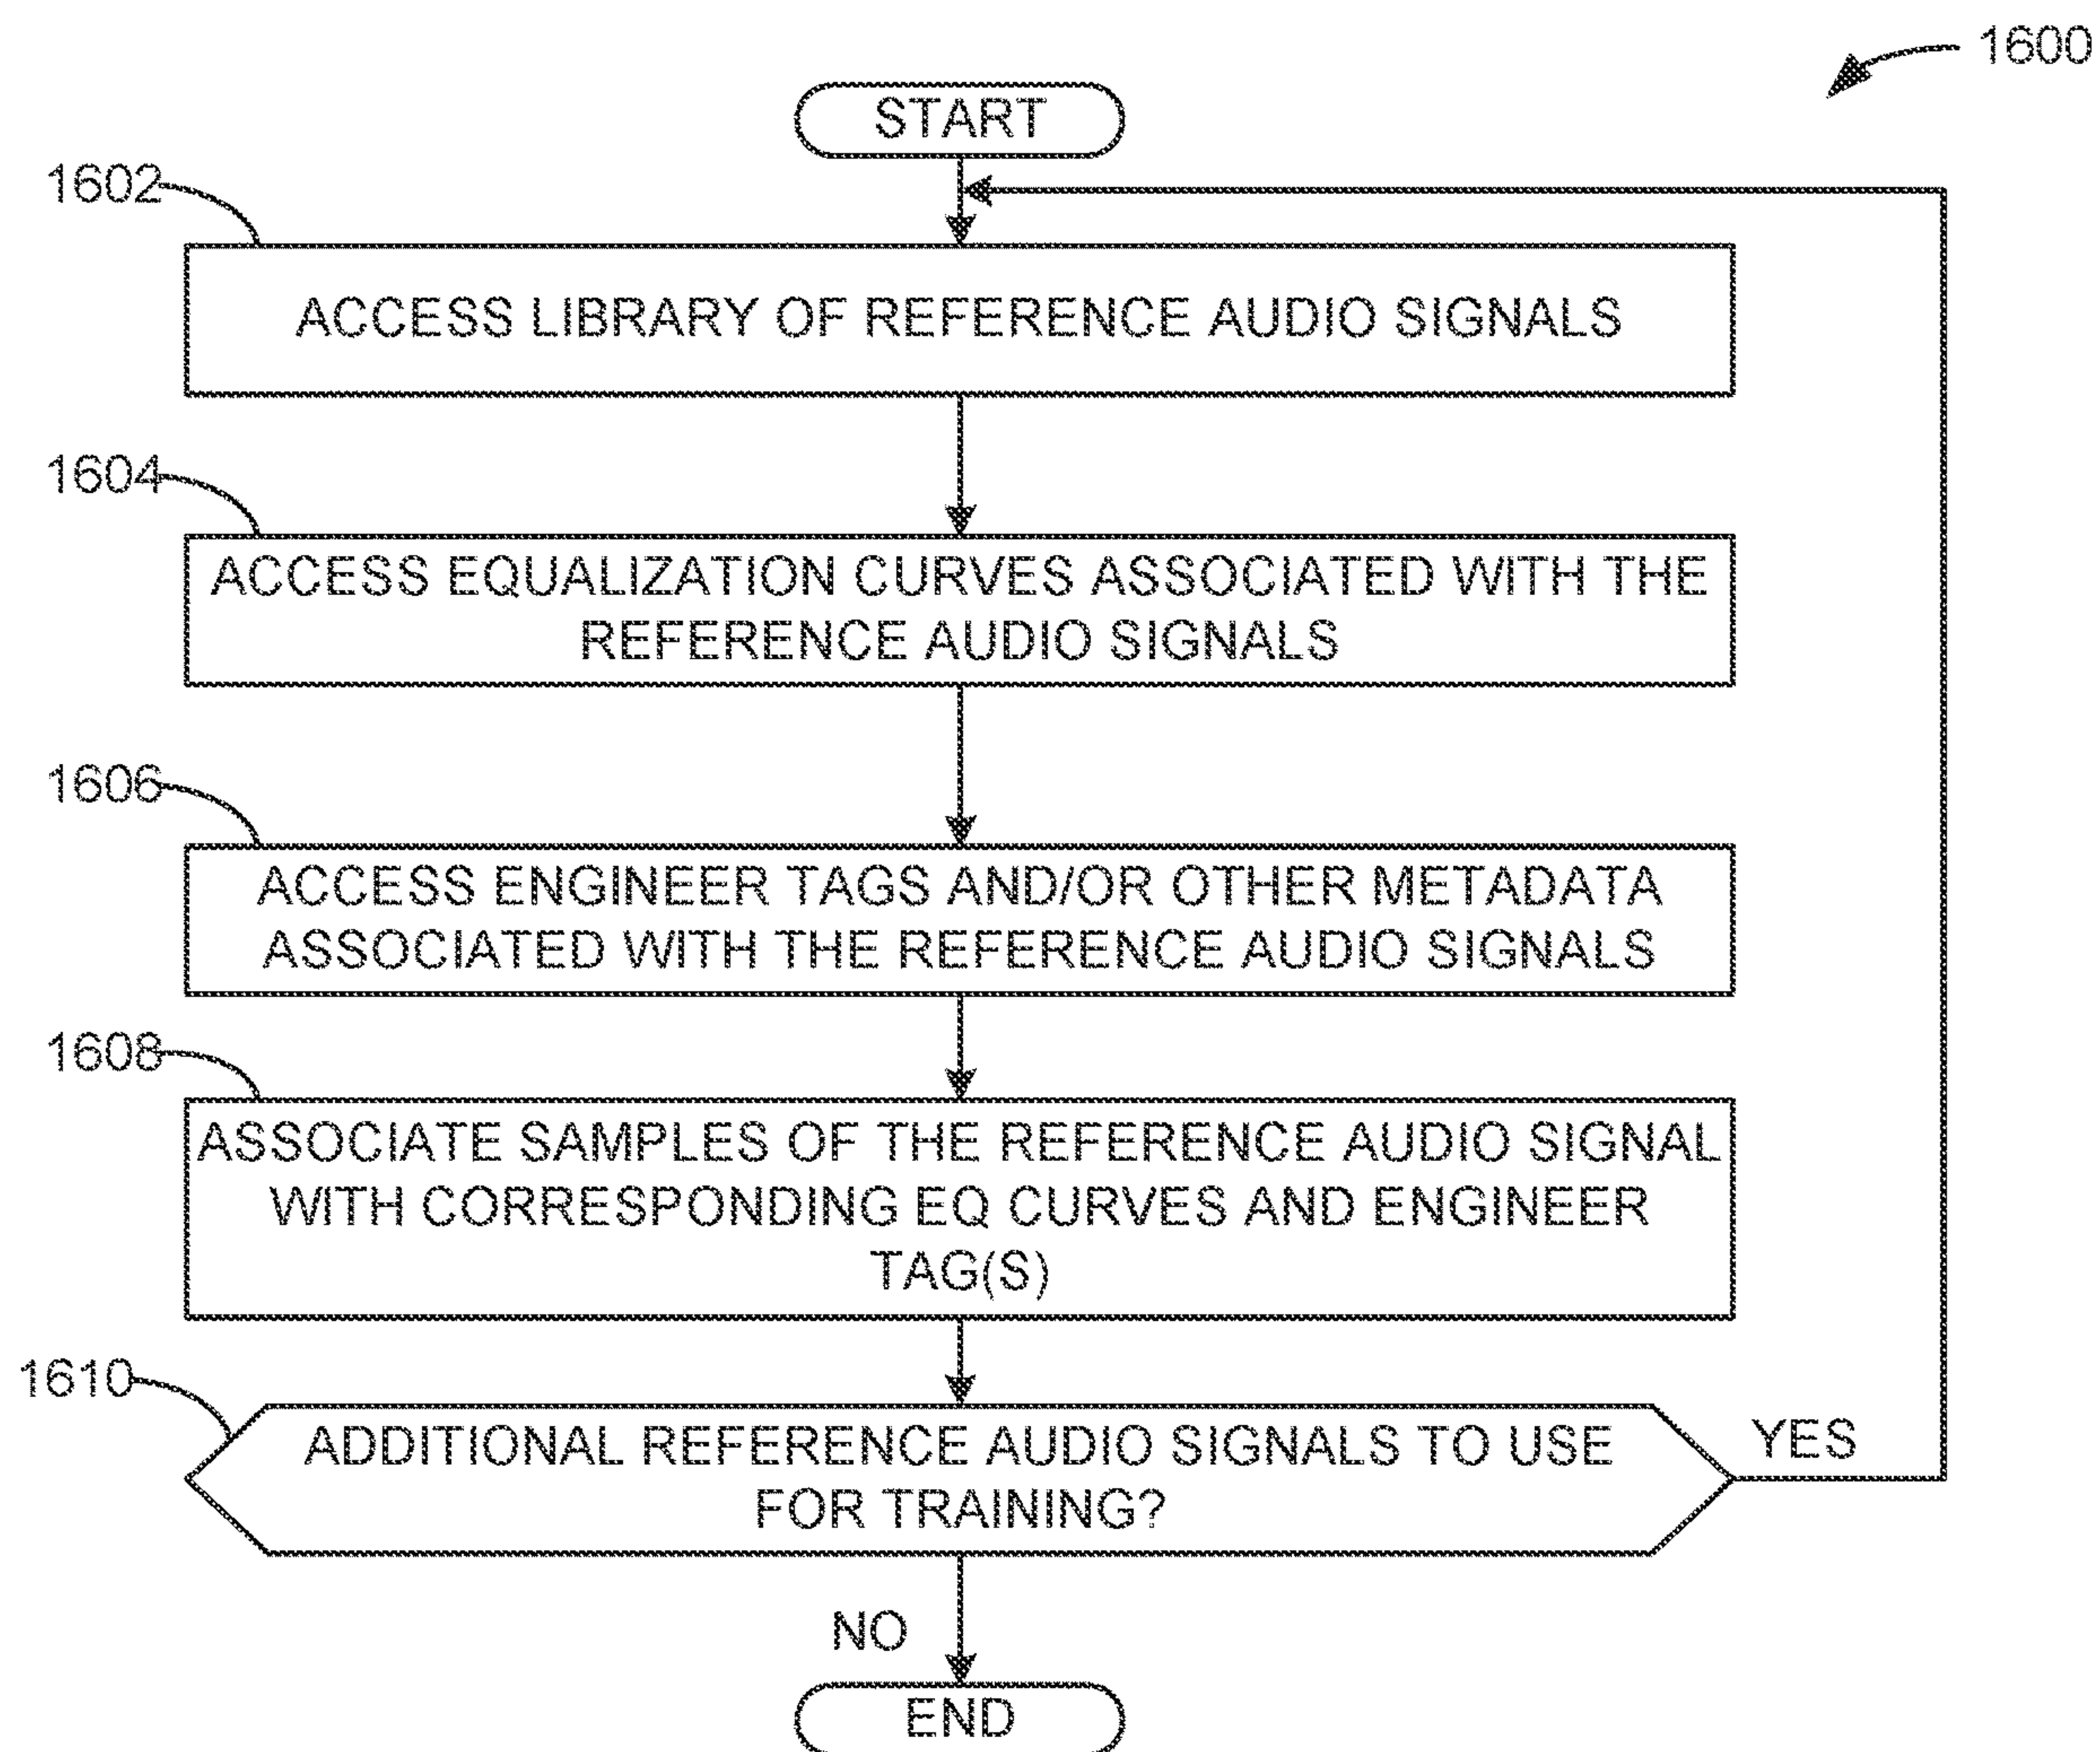 1600
START
1602
ACCESS LIBRARY OF REFERENCE AUDIO SIGNALS
1604
ACCESS EQUALIZATION CURVES ASSOCIATED WITH THE
REFERENCE AUDIO SIGNALS
1606
ACCESS ENGINEER TAGS AND/OR OTHER METADATA
ASSOCIATED WITH THE REFERENCE AUDIO SIGNALS
1608
ASSOCIATE SAMPLES OF THE REFERENCE AUDIO SIGNAL
WITH CORRESPONDING EQ CURVES AND ENGINEER
TAG(S)
1610
ADDITIONAL REFERENCE AUDIO SIGNALS TO USE
FOR TRAINING?
YES
NO
END